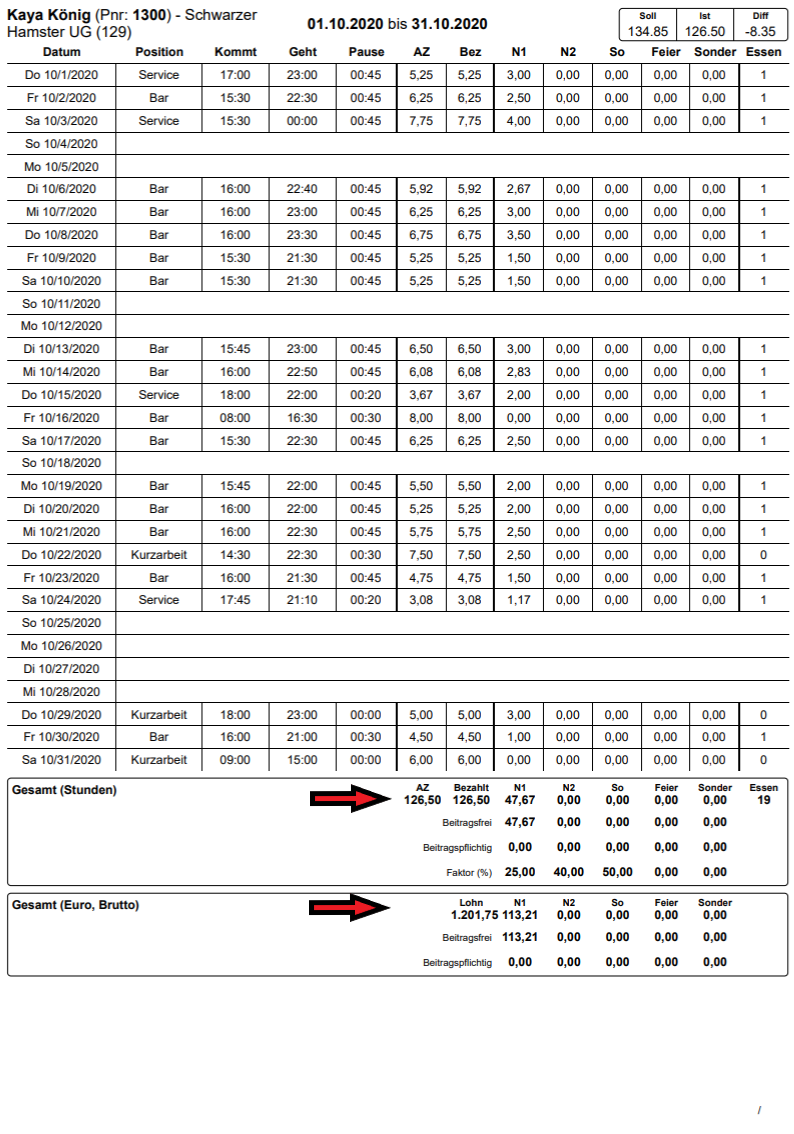 Kaya König (Pnr: 1300) - Schwarzer
Hamster UG (129)
01.10.2020 bis 31.10.2020
Soll Ist Diff
134.85 126.50 -8.35
Datum Position Kommt Geht Pause AZ Bez N1 N2 So Feier Sonder Essen
Do 10/1/2020 Service 17:00 23:00 00:45 5,25 5,25 3,00 0,00 0,00 0,00 0,00 1
Fr 10/2/2020 Bar 15:30 22:30 00:45 6,25 6,25 2,50 0,00 0,00 0,00 0,00 1
Sa 10/3/2020 Service 15:30 00:00 00:45 7,75 7,75 4,00 0,00 0,00 0,00 0,00 1
So 10/4/2020
Mo 10/5/2020
Di 10/6/2020 Bar 16:00 22:40 00:45 5,92 5,92 2,67 0,00 0,00 0,00 0,00 1
Mi 10/7/2020 Bar 16:00 23:00 00:45 6,25 6,25 3,00 0,00 0,00 0,00 0,00 1
Do 10/8/2020 Bar 16:00 23:30 00:45 6,75 6,75 3,50 0,00 0,00 0,00 0,00 1
Fr 10/9/2020 Bar 15:30 21:30 00:45 5,25 5,25 1,50 0,00 0,00 0,00 0,00 1
Sa 10/10/2020 Bar 15:30 21:30 00:45 5,25 5,25 1,50 0,00 0,00 0,00 0,00 1
So 10/11/2020
Mo 10/12/2020
Di 10/13/2020 Bar 15:45 23:00 00:45 6,50 6,50 3,00 0,00 0,00 0,00 0,00 1
Mi 10/14/2020 Bar 16:00 22:50 00:45 6,08 6,08 2,83 0,00 0,00 0,00 0,00 1
Do 10/15/2020 Service 18:00 22:00 00:20 3,67 3,67 2,00 0,00 0,00 0,00 0,00 1
Fr 10/16/2020 Bar 08:00 16:30 00:30 8,00 8,00 0,00 0,00 0,00 0,00 0,00 1
Sa 10/17/2020 Bar 15:30 22:30 00:45 6,25 6,25 2,50 0,00 0,00 0,00 0,00 1
So 10/18/2020
Mo 10/19/2020 Bar 15:45 22:00 00:45 5,50 5,50 2,00 0,00 0,00 0,00 0,00 1
Di 10/20/2020 Bar 16:00 22:00 00:45 5,25 5,25 2,00 0,00 0,00 0,00 0,00 1
Mi 10/21/2020 Bar 16:00 22:30 00:45 5,75 5,75 2,50 0,00 0,00 0,00 0,00 1
Do 10/22/2020 Kurzarbeit 14:30 22:30 00:30 7,50 7,50 2,50 0,00 0,00 0,00 0,00 0
Fr 10/23/2020 Bar 16:00 21:30 00:45 4,75 4,75 1,50 0,00 0,00 0,00 0,00 1
Sa 10/24/2020 Service 17:45 21:10 00:20 3,08 3,08 1,17 0,00 0,00 0,00 0,00 1
So 10/25/2020
Mo 10/26/2020
Di 10/27/2020
Mi 10/28/2020
Do 10/29/2020 Kurzarbeit 18:00 23:00 00:00 5,00 5,00 3,00 0,00 0,00 0,00 0,00 0
Fr 10/30/2020 Bar 16:00 21:00 00:30 4,50 4,50 1,00 0,00 0,00 0,00 0,00 1
Sa 10/31/2020 Kurzarbeit 09:00 15:00 00:00 6,00 6,00 0,00 0,00 0,00 0,00 0,00 0
Gesamt (Stunden) AZ Bezahlt N1 N2 So Feier Sonder Essen
126,50 126,50 47,67 0,00 0,00 0,00 0,00 19
Beitragsfrei 47,67 0,00 0,00 0,00 0,00
Beitragspflichtig 0,00 0,00 0,00 0,00 0,00
Faktor (%) 25,00 40,00 50,00 0,00 0,00
Gesamt (Euro, Brutto) Lohn N1 N2 So Feier Sonder
1.201,75 113,21 0,00 0,00 0,00 0,00
Beitragsfrei 113,21 0,00 0,00 0,00 0,00
Beitragspflichtig 0,00 0,00 0,00 0,00 0,00
/